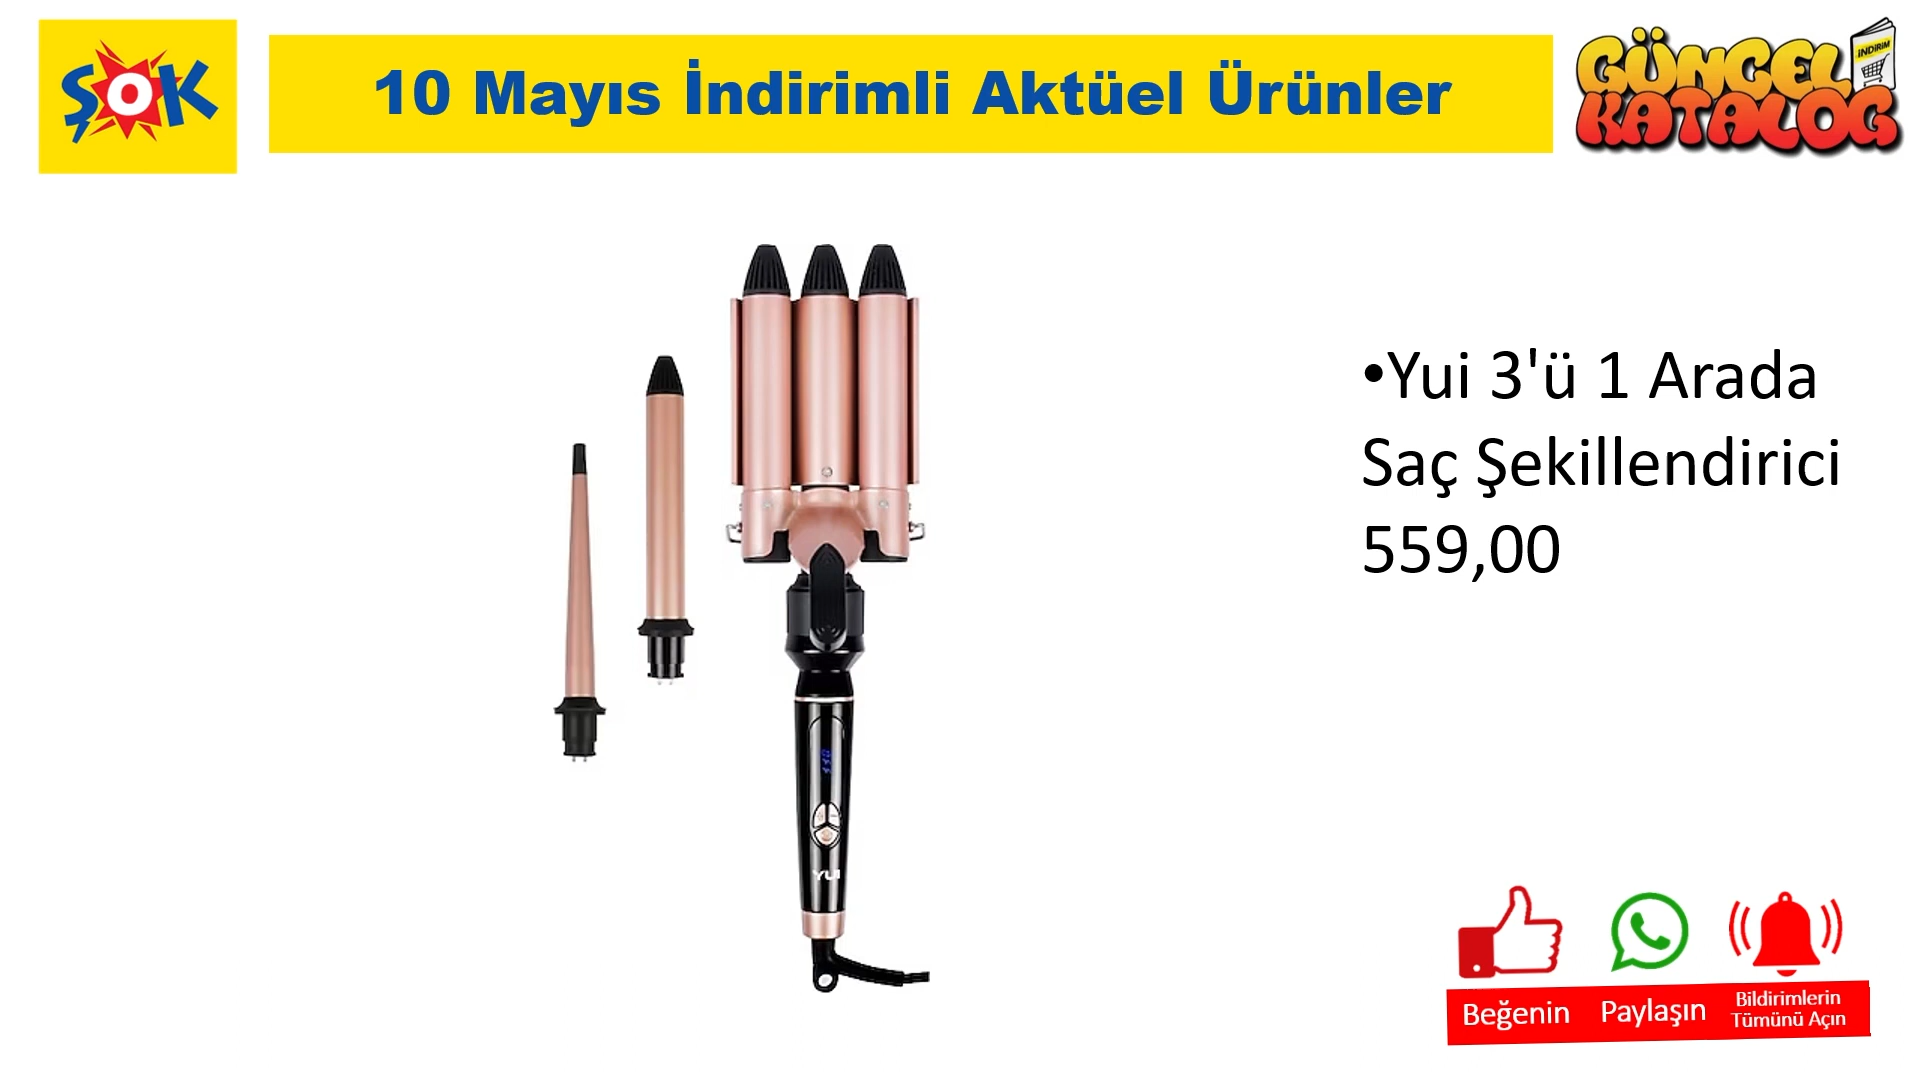 ŞOK
10 Mayıs İndirimli Aktüel Ürünler
GÜNCEL
İNDİRİM
KATALOG
•Yui 3'ü 1 Arada
Saç Şekillendirici
559,00
OFF
YUI
Beğenin
Paylaşın
Bildirimlerin
Tümünü Açın